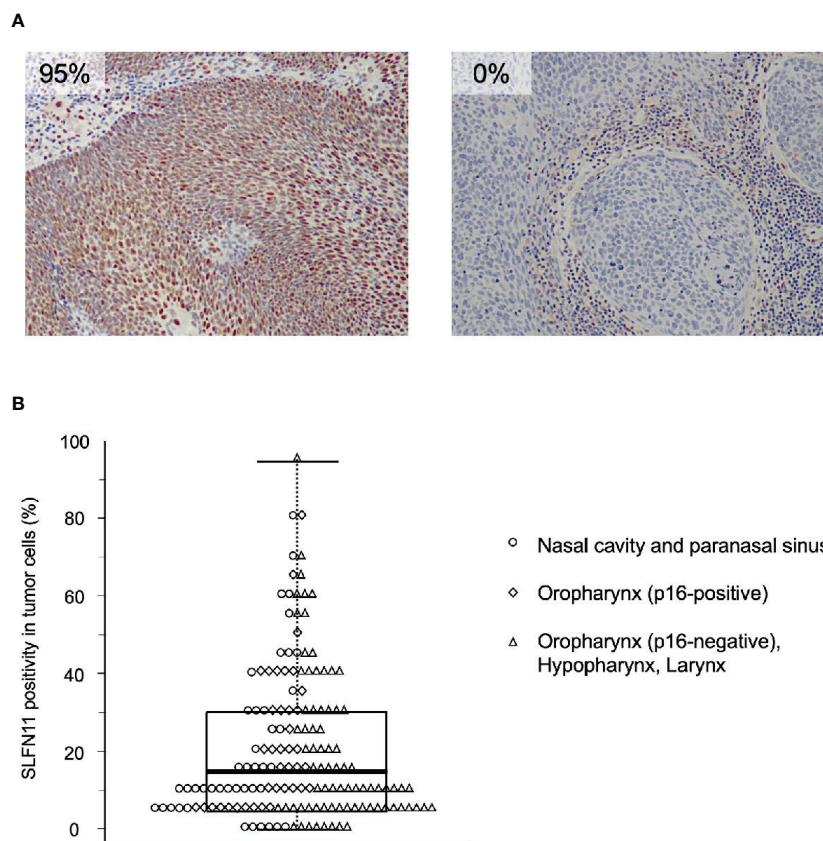 A
95%
0%
B
SLFN11 positivity in tumor cells (%)
100
80
60
40
20
0
Nasal cavity and paranasal sinus
Oropharynx (p16-positive)
Oropharynx (p16-negative),
Hypopharynx, Larynx